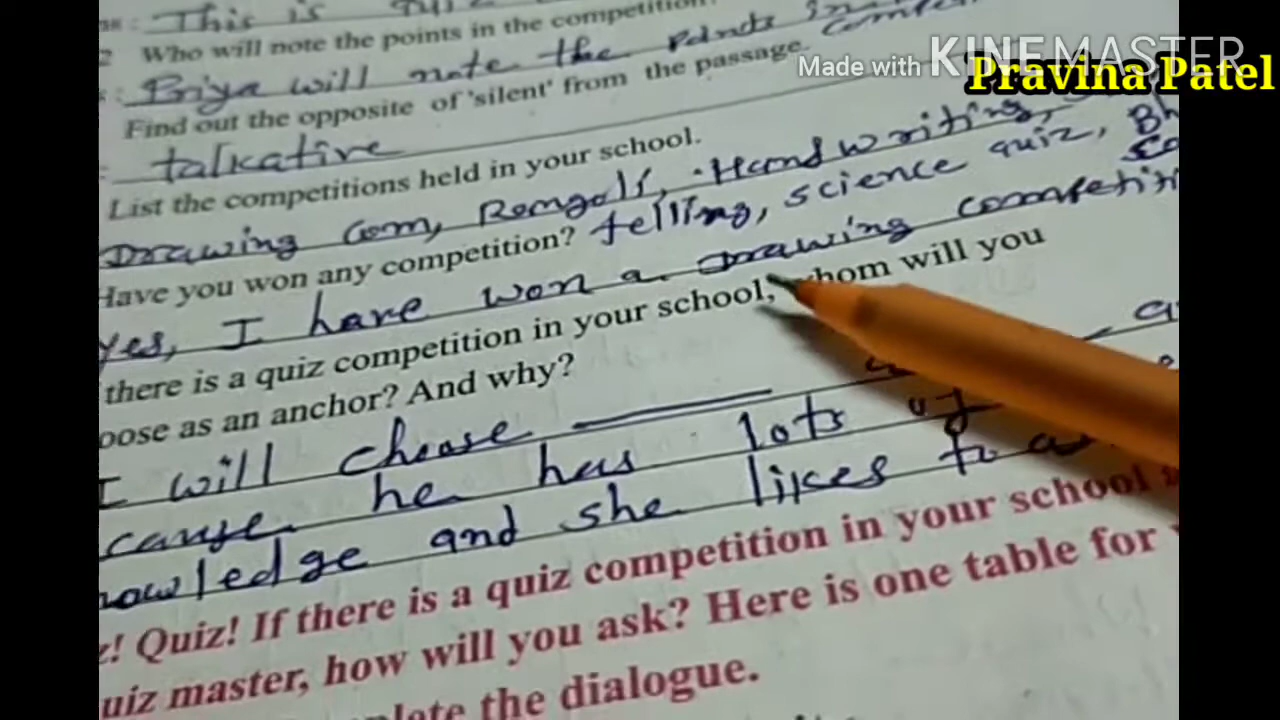 This is
2 Who will note the points in the competition?
Priya will note the points in
Find out the opposite of 'silent' from the passage.
talkative
List the competitions held in your school.
Drawing Com, Rangoli, Handwriting,
telling, science quiz, Bh
Have you won any competition?
yes, I have won a Drawing competiti
there is a quiz competition in your school, whom will you
oose as an anchor? And why?
I will choose
cause he has lots of
nowledge and she likes to
z! Quiz! If there is a quiz competition in your school
uiz master, how will you ask? Here is one table for
plete the dialogue.
Made with KINEMASTER
Pravina Patel